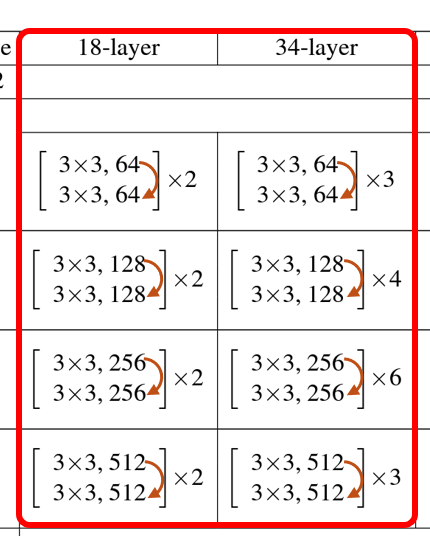 e 18-layer 34-layer
2
[ 3×3, 64 [ 3×3, 64
3×3, 64 ] ×2 3×3, 64 ] ×3
[ 3×3, 128 [ 3×3, 128
3×3, 128 ] ×2 3×3, 128 ] ×4
[ 3×3, 256 [ 3×3, 256
3×3, 256 ] ×2 3×3, 256 ] ×6
[ 3×3, 512 [ 3×3, 512
3×3, 512 ] ×2 3×3, 512 ] ×3